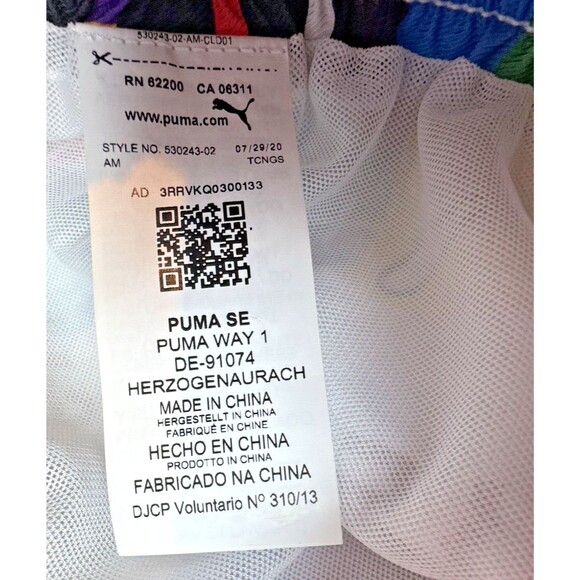 530243-02-AM-CLD01
RN 62200 CA 06311
www.puma.com
STYLE NO. 530243-02 07/29/20
AM TCNGS
AD 3RRVKQ0300133
PUMA SE
PUMA WAY 1
DE-91074
HERZOGENAURACH
MADE IN CHINA
HERGESTELLT IN CHINA
FABRIQUÉ EN CHINE
HECHO EN CHINA
PRODOTTO IN CHINA
FABRICADO NA CHINA
DJCP Voluntario Nº 310/13